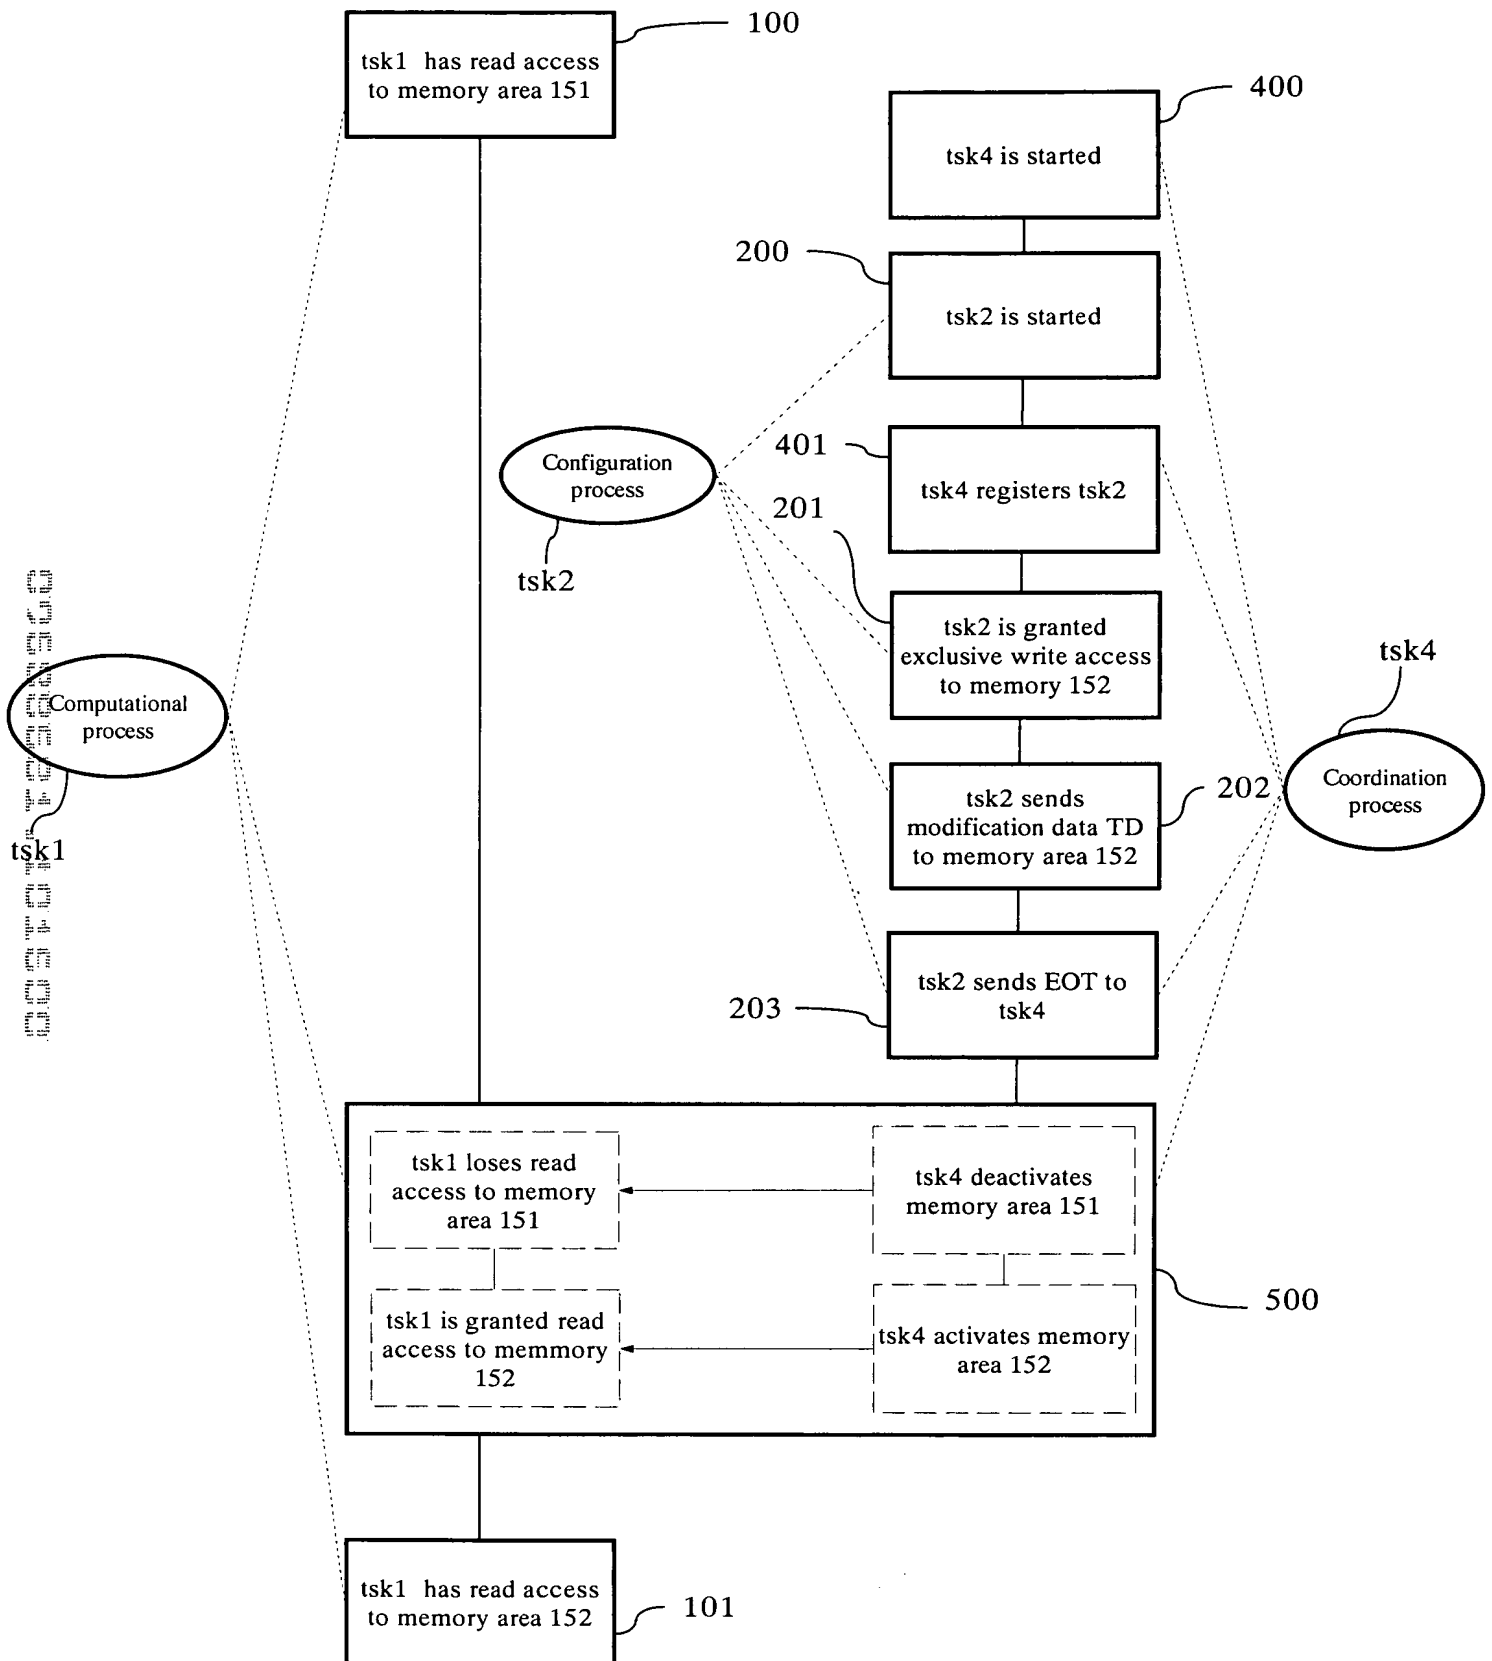 100
tsk1 has read access
to memory area 151
400
tsk4 is started
200
tsk2 is started
401
Configuration
process
tsk4 registers tsk2
201
tsk2
tsk2 is granted
exclusive write access
to memory 152
tsk4
Computational
process
tsk1
202
tsk2 sends
modification data TD
to memory area 152
Coordination
process
tsk2 sends EOT to
tsk4
203
tsk1 loses read
access to memory
area 151
tsk4 deactivates
memory area 151
500
tsk1 is granted read
access to memmory
152
tsk4 activates memory
area 152
tsk1 has read access
to memory area 152
101